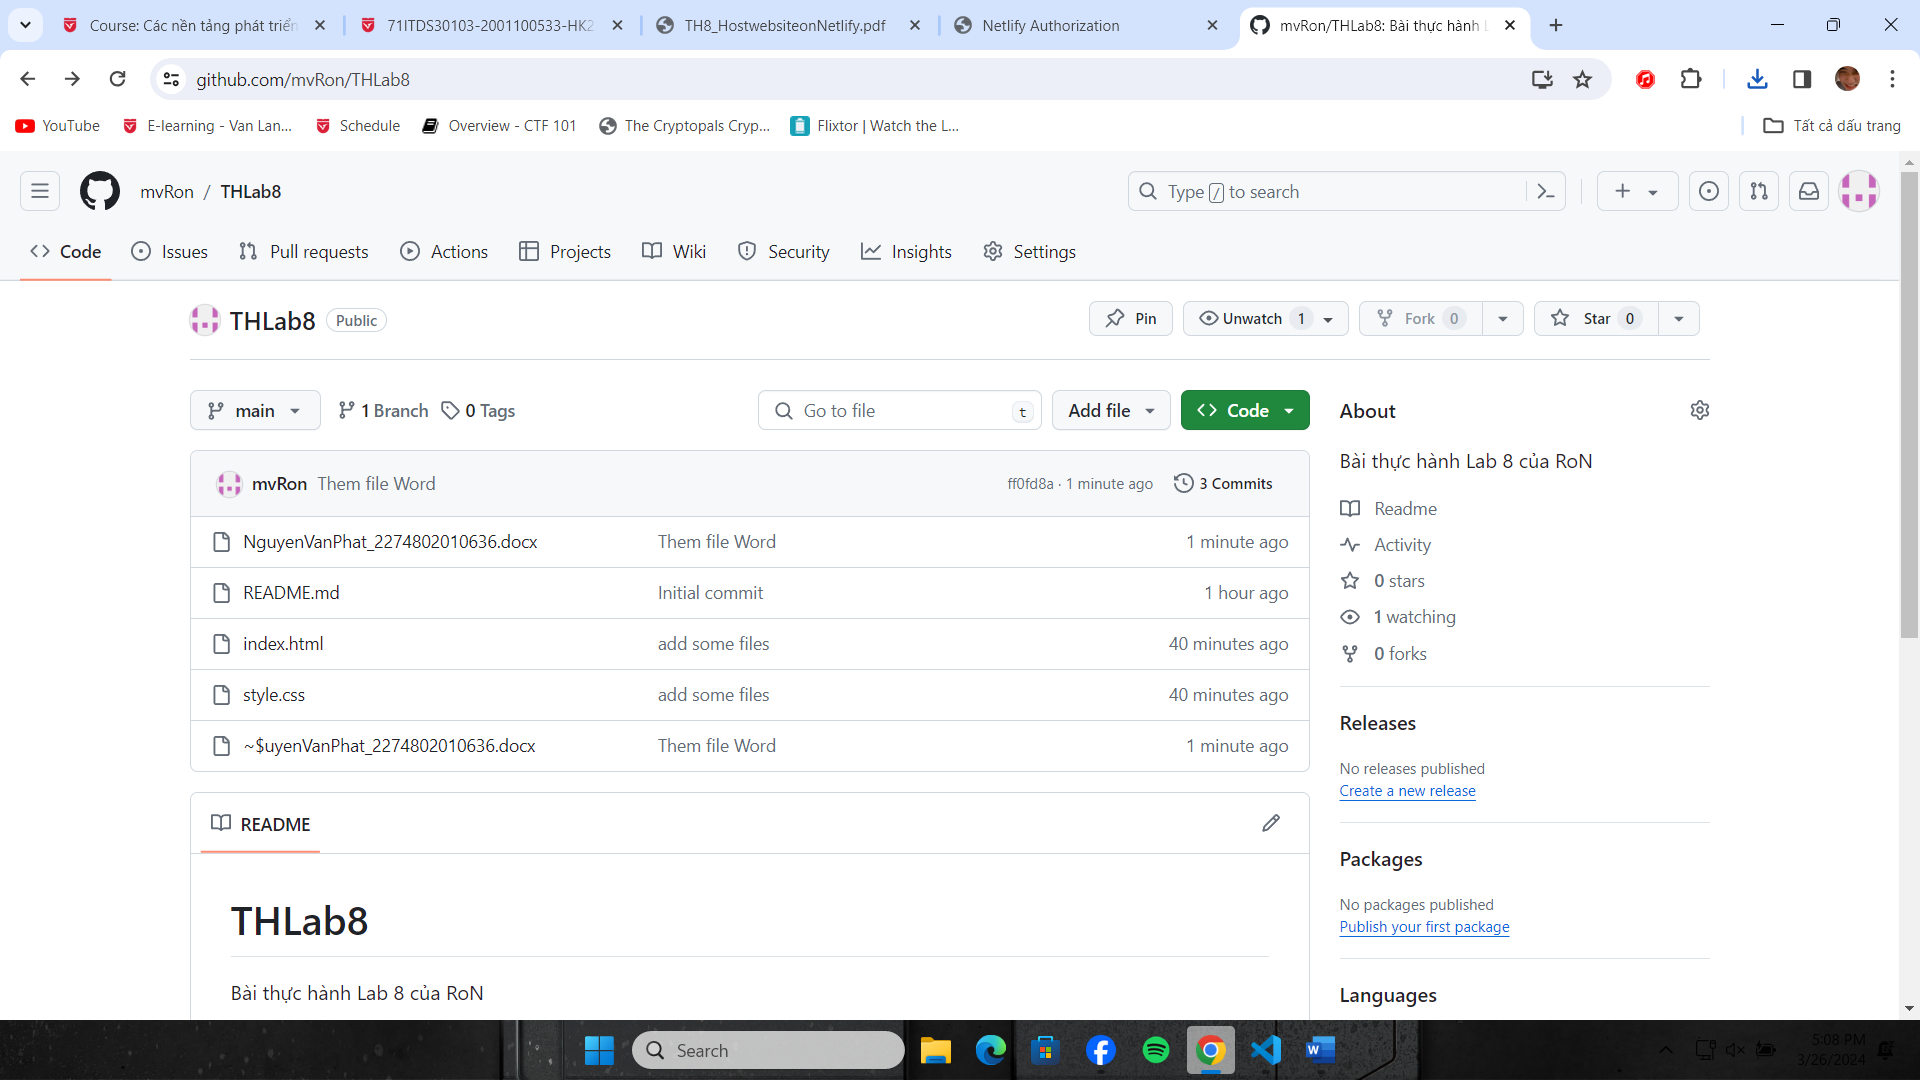 Course: Các nền tảng phát triển
71ITDS30103-2001100533-HK2
TH8_HostwebsiteonNetlify.pdf
Netlify Authorization
mvRon/THLab8: Bài thực hành L
github.com/mvRon/THLab8
YouTube
E-learning - Van Lan...
Schedule
Overview - CTF 101
The Cryptopals Cryp...
Flixtor | Watch the L...
Tất cả dấu trang
mvRon / THLab8
Type / to search
Code
Issues
Pull requests
Actions
Projects
Wiki
Security
Insights
Settings
THLab8 Public
Pin
Unwatch 1
Fork 0
Star 0
main
1 Branch
0 Tags
Go to file t
Add file
Code
mvRon Them file Word ff0fd8a · 1 minute ago 3 Commits
NguyenVanPhat_2274802010636.docx Them file Word 1 minute ago
README.md Initial commit 1 hour ago
index.html add some files 40 minutes ago
style.css add some files 40 minutes ago
~$uyenVanPhat_2274802010636.docx Them file Word 1 minute ago
README
THLab8
Bài thực hành Lab 8 của RoN
About
Bài thực hành Lab 8 của RoN
Readme
Activity
0 stars
1 watching
0 forks
Releases
No releases published
Create a new release
Packages
No packages published
Publish your first package
Languages
Search
5:08 PM
3/26/2024